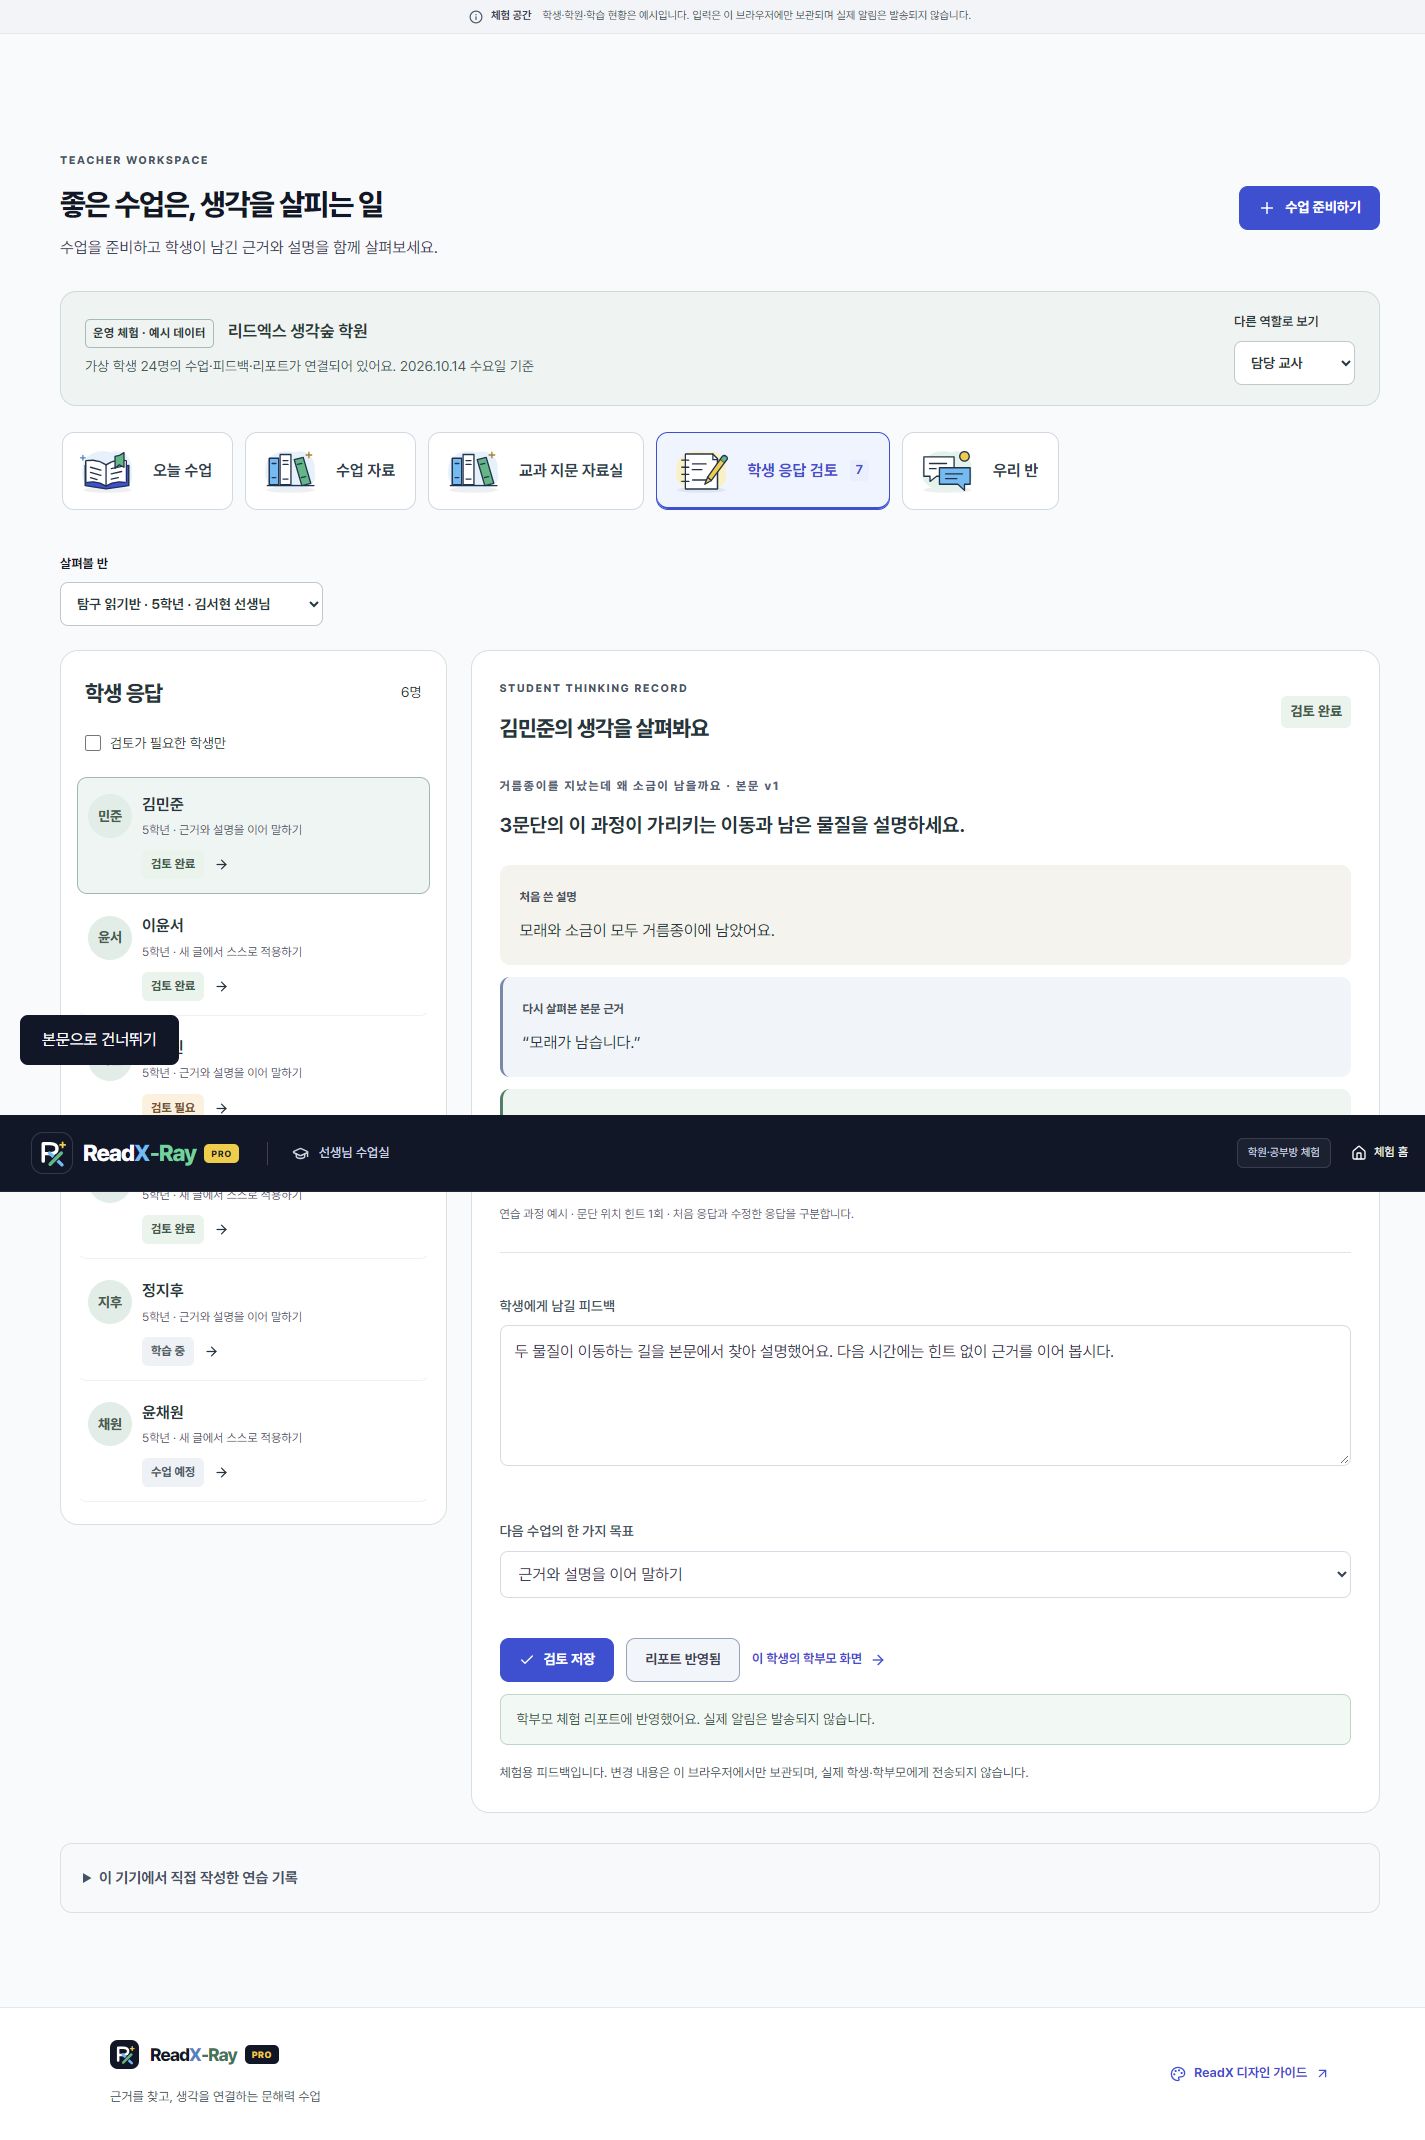 체험 공간 학생·학원·학습 현황은 예시입니다. 입력은 이 브라우저에만 보관되며 실제 알림은 발송되지 않습니다.
TEACHER WORKSPACE
좋은 수업은, 생각을 살피는 일
수업을 준비하고 학생이 남긴 근거와 설명을 함께 살펴보세요.
수업 준비하기
운영 체험 · 예시 데이터 리드엑스 생각숲 학원
가상 학생 24명의 수업·피드백·리포트가 연결되어 있어요. 2026.10.14 수요일 기준
다른 역할로 보기
담당 교사
오늘 수업
수업 자료
교과 지문 자료실
학생 응답 검토 7
우리 반
살펴볼 반
탐구 읽기반 · 5학년 · 김서현 선생님
학생 응답 6명
검토가 필요한 학생만
민준 김민준
5학년 · 근거와 설명을 이어 말하기
검토 완료
윤서 이윤서
5학년 · 새 글에서 스스로 적용하기
검토 완료
본문으로 건너뛰기
5학년 · 근거와 설명을 이어 말하기
검토 필요
5학년 · 새 글에서 스스로 적용하기
검토 완료
지후 정지후
5학년 · 근거와 설명을 이어 말하기
학습 중
채원 윤채원
5학년 · 새 글에서 스스로 적용하기
수업 예정
STUDENT THINKING RECORD
김민준의 생각을 살펴봐요
검토 완료
거름종이를 지났는데 왜 소금이 남을까요 · 본문 v1
3문단의 이 과정이 가리키는 이동과 남은 물질을 설명하세요.
처음 쓴 설명
모래와 소금이 모두 거름종이에 남았어요.
다시 살펴본 본문 근거
“모래가 남습니다.”
ReadX-Ray PRO 선생님 수업실
학원·공부방 체험 체험 홈
연습 과정 예시 · 문단 위치 힌트 1회 · 처음 응답과 수정한 응답을 구분합니다.
학생에게 남길 피드백
두 물질이 이동하는 길을 본문에서 찾아 설명했어요. 다음 시간에는 힌트 없이 근거를 이어 봅시다.
다음 수업의 한 가지 목표
근거와 설명을 이어 말하기
검토 저장
리포트 반영됨
이 학생의 학부모 화면
학부모 체험 리포트에 반영했어요. 실제 알림은 발송되지 않습니다.
체험용 피드백입니다. 변경 내용은 이 브라우저에서만 보관되며, 실제 학생·학부모에게 전송되지 않습니다.
이 기기에서 직접 작성한 연습 기록
ReadX-Ray PRO
근거를 찾고, 생각을 연결하는 문해력 수업
ReadX 디자인 가이드